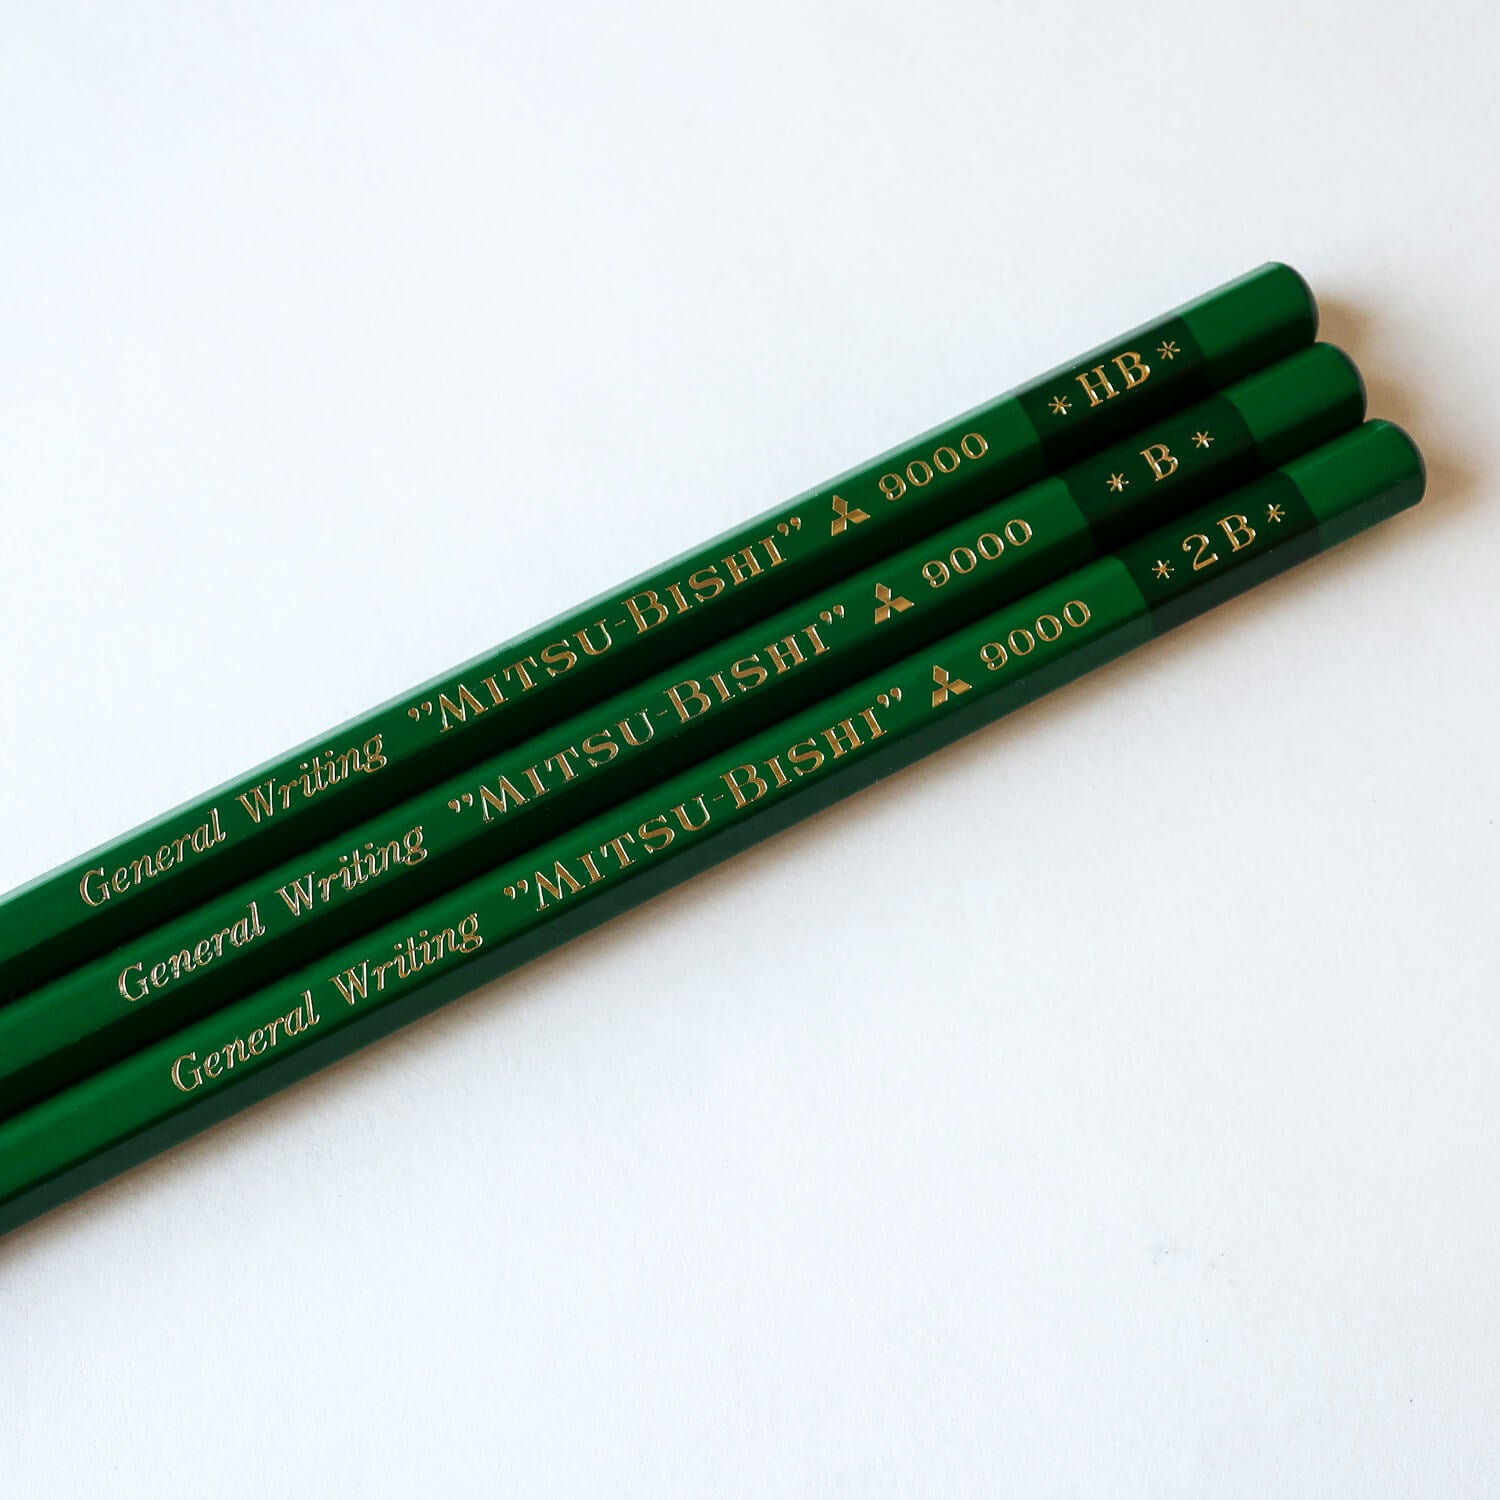 General Writing ”MITSU-BISHI” 9000 * HB *
General Writing ”MITSU-BISHI” 9000 * B *
General Writing ”MITSU-BISHI” 9000 * 2B *